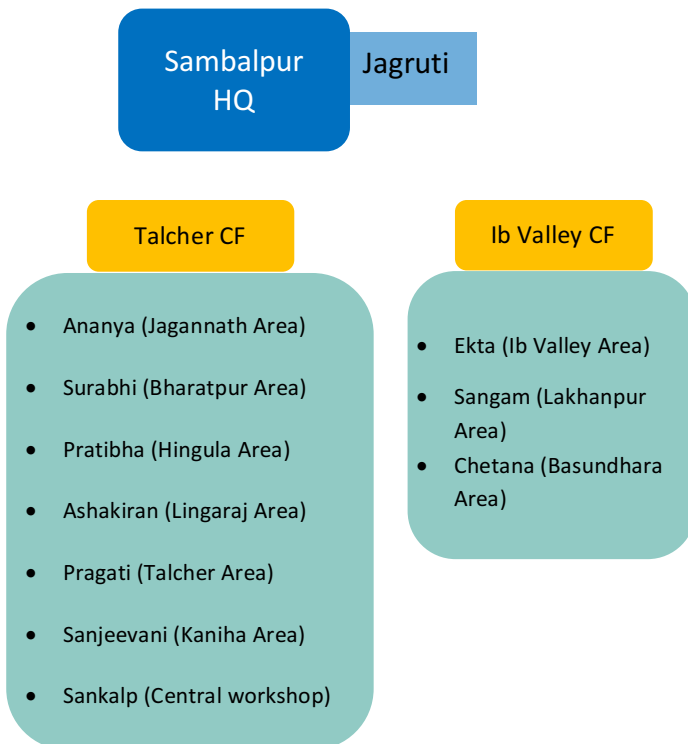 Sambalpur
HQ
Jagruti
Talcher CF
• Ananya (Jagannath Area)
• Surabhi (Bharatpur Area)
• Pratibha (Hingula Area)
• Ashakiran (Lingaraj Area)
• Pragati (Talcher Area)
• Sanjeevani (Kaniha Area)
• Sankalp (Central workshop)
Ib Valley CF
• Ekta (Ib Valley Area)
• Sangam (Lakhanpur
Area)
• Chetana (Basundhara
Area)